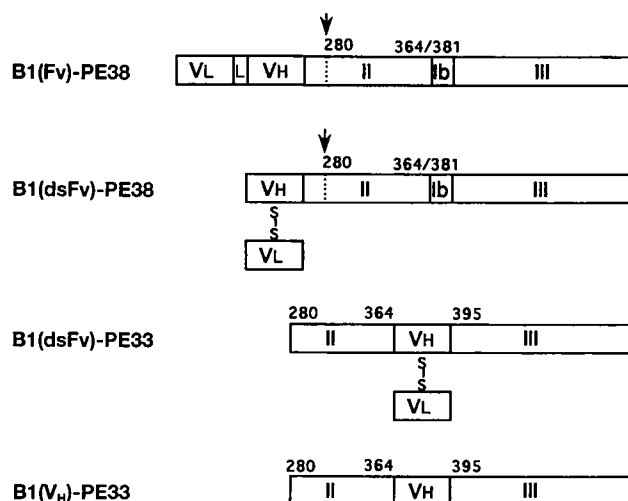 280 364/381
B1(Fv)-PE38 VL L VH II Ib III
280 364/381
B1(dsFv)-PE38 VH II Ib III
S
S
VL
280 364 395
B1(dsFv)-PE33 II VH III
S
S
VL
280 364 395
B1(VH)-PE33 II VH III